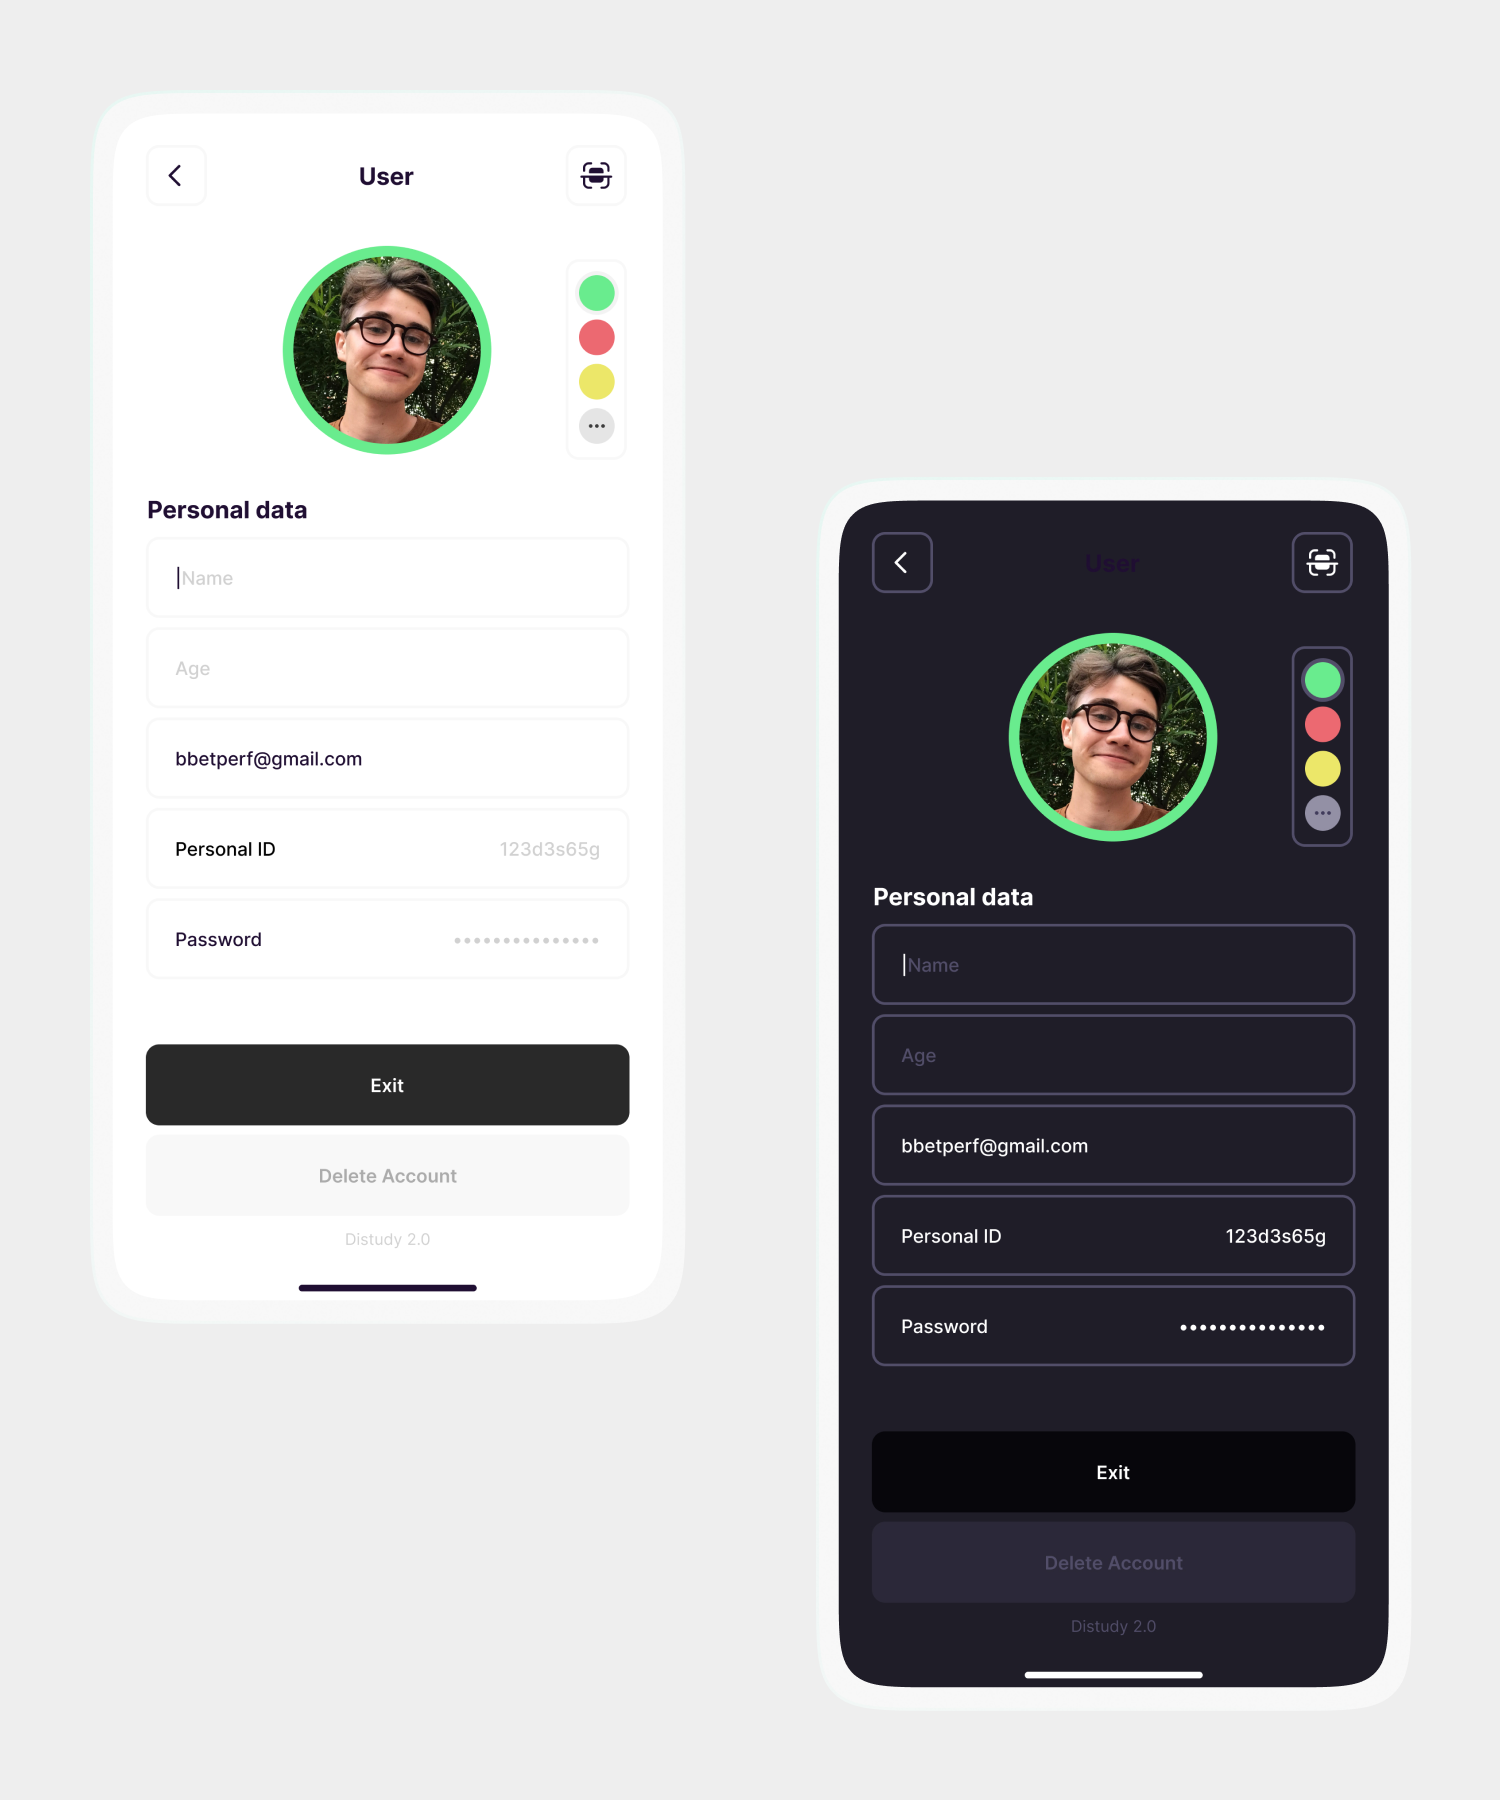 User
Personal data
Name
Age
bbetperf@gmail.com
Personal ID 123d3s65g
Password •••••••••••••••
Exit
Delete Account
Distudy 2.0
User
Personal data
Name
Age
bbetperf@gmail.com
Personal ID 123d3s65g
Password •••••••••••••••
Exit
Delete Account
Distudy 2.0